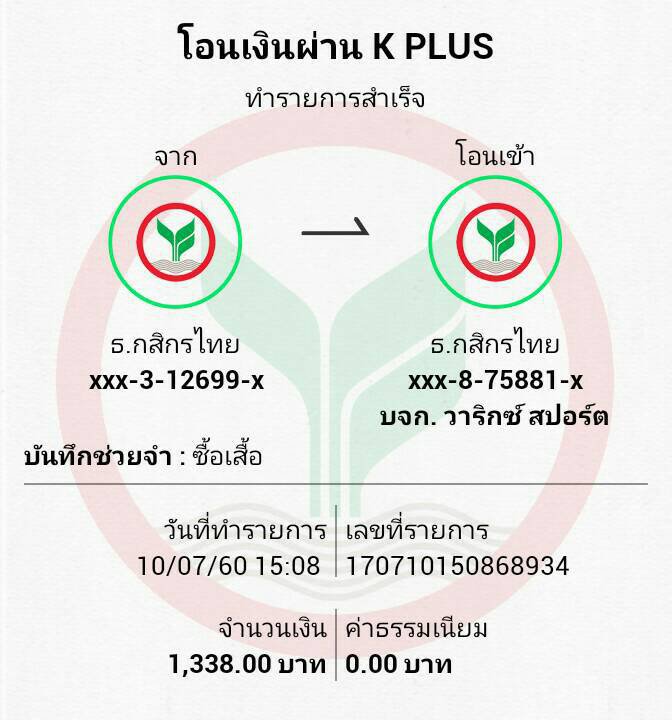 โอนเงินผ่าน K PLUS
ทำรายการสำเร็จ
จาก
โอนเข้า
ธ.กสิกรไทย
xxx-3-12699-x
ธ.กสิกรไทย
xxx-8-75881-x
บจก. วาริกซ์ สปอร์ต
บันทึกช่วยจำ : ซื้อเสื้อ
วันที่ทำรายการ
10/07/60 15:08
เลขที่รายการ
170710150868934
จำนวนเงิน
1,338.00 บาท
ค่าธรรมเนียม
0.00 บาท